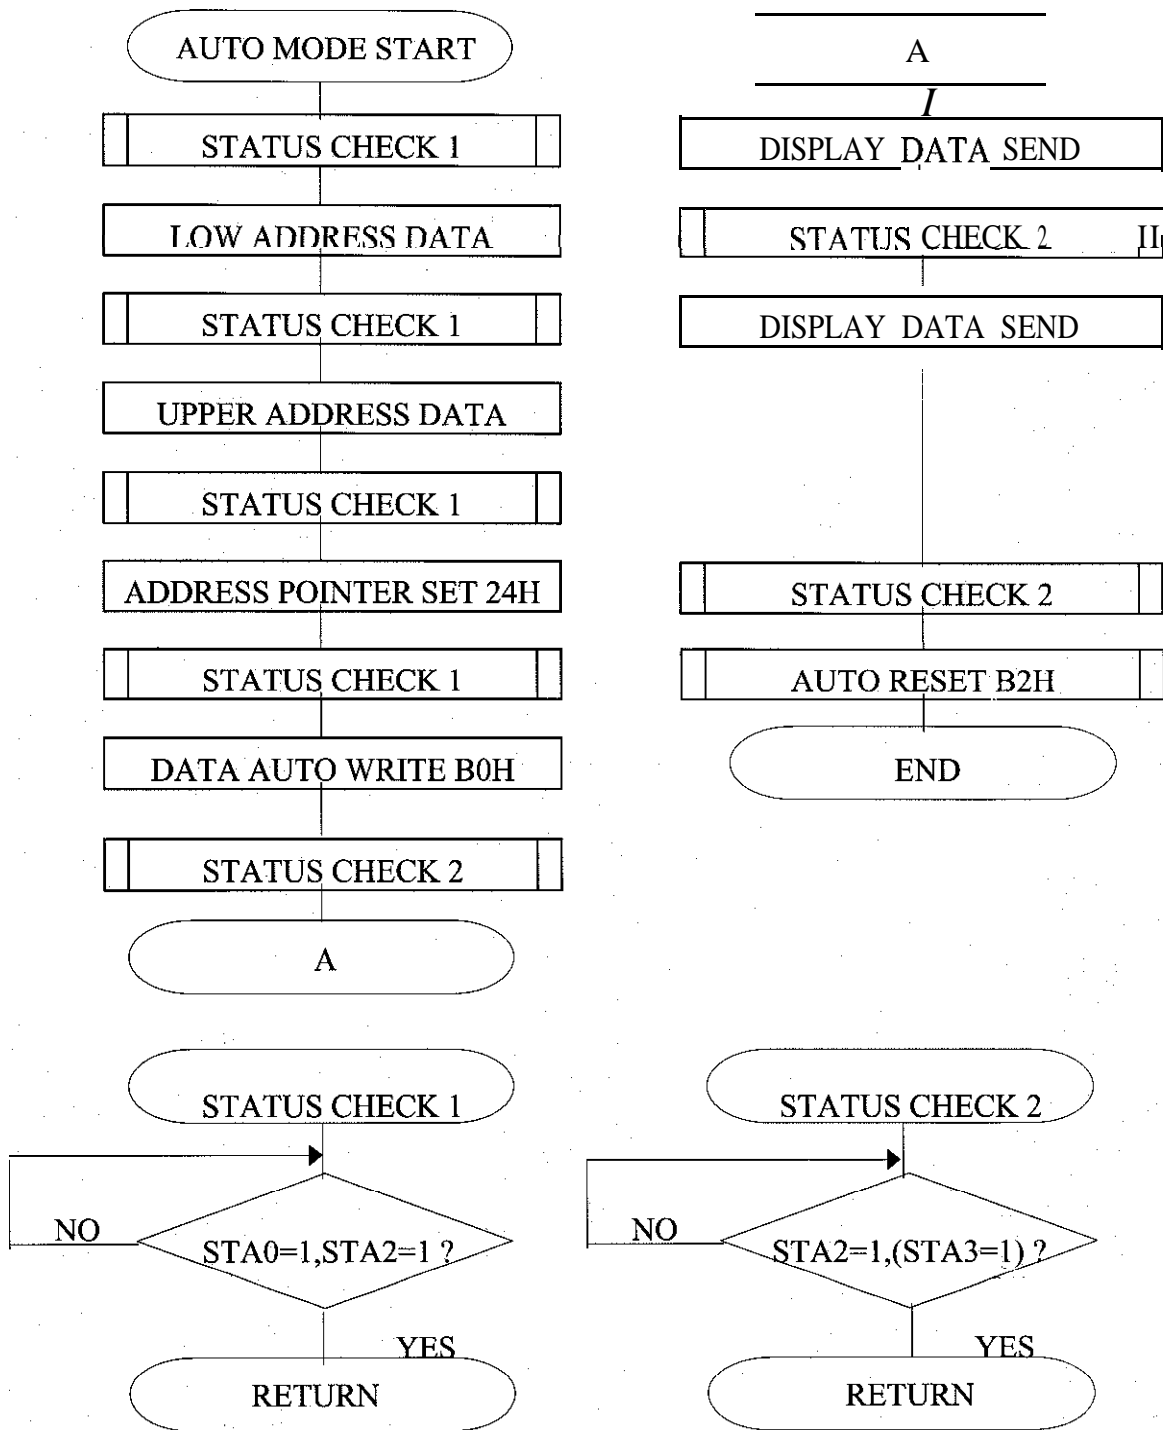 AUTO MODE START
STATUS CHECK 1
LOW ADDRESS DATA
STATUS CHECK 1
UPPER ADDRESS DATA
STATUS CHECK 1
ADDRESS POINTER SET 24H
STATUS CHECK 1
DATA AUTO WRITE B0H
STATUS CHECK 2
A
A
I
DISPLAY DATA SEND
STATUS CHECK 2 II
DISPLAY DATA SEND
STATUS CHECK 2
AUTO RESET B2H
END
STATUS CHECK 1
NO
STA0=1,STA2=1 ?
YES
RETURN
STATUS CHECK 2
NO
STA2=1,(STA3=1) ?
YES
RETURN